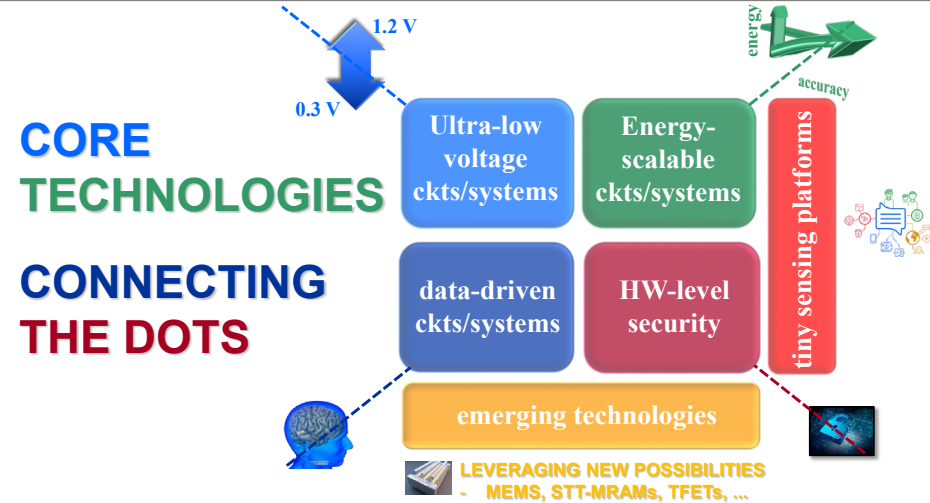 1.2 V
0.3 V
energy
accuracy
CORE
TECHNOLOGIES
CONNECTING
THE DOTS
Ultra-low
voltage
ckts/systems
Energy-
scalable
ckts/systems
data-driven
ckts/systems
HW-level
security
tiny sensing platforms
emerging technologies
LEVERAGING NEW POSSIBILITIES
- MEMS, STT-MRAMs, TFETs, ...